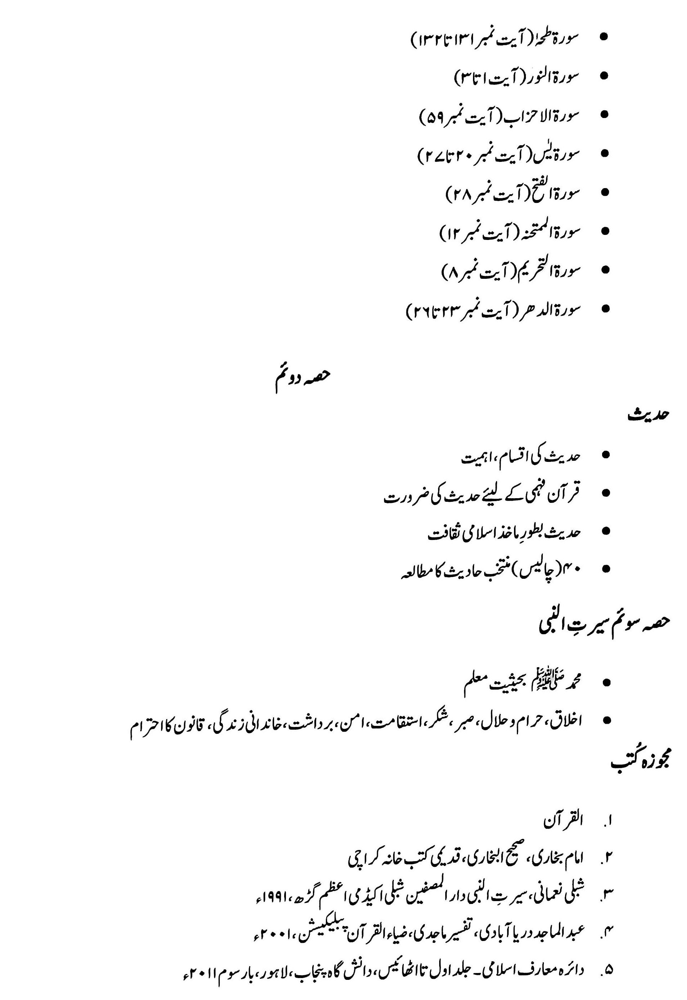 • سورۃ طحہٰ (آیت نمبر ۱۳۱ تا ۱۳۲)
• سورۃ النور (آیت ۱ تا ۳)
• سورۃ الاحزاب (آیت نمبر ۵۹)
• سورۃ یٰس (آیت نمبر ۲۰ تا ۲۷)
• سورۃ الفتح (آیت نمبر ۲۸)
• سورۃ الممتحنہ (آیت نمبر ۱۲)
• سورۃ التحریم (آیت نمبر ۸)
• سورۃ الدھر (آیت نمبر ۲۳ تا ۲۶)
حصہ دوئم
حدیث
• حدیث کی اقسام، اہمیت
• قرآن فہمی کے لیئے حدیث کی ضرورت
• حدیث بطورِ ماخذ اسلامی ثقافت
• ۴۰ (چالیس) منتخب حادیث کا مطالعہ
حصہ سوئم سیرتِ النبی
• محمد ﷺ بحیثیت معلم
• اخلاق، حرام و حلال، صبر، شکر، استقامت، امن، برداشت، خاندانی زندگی، قانون کا احترام
مجوزہ کُتب
۱. القرآن
۲. امام بخاری، صحیح البخاری، قدیمی کتب خانہ کراچی
۳. شبلی نعمانی، سیرتِ النبی دار المصفین شبلی اکیڈمی اعظم گڑھ، ۱۹۹۱ء
۴. عبد الماجد دریا آبادی، تفسیر ماجدی، ضیاء القرآن پبلیکیشن، ۲۰۰۱ء
۵. دائرہ معارف اسلامی۔ جلد اول تا اٹھائیس، دانش گاہ پنجاب، لاہور، بار سوم ۲۰۱۱ء